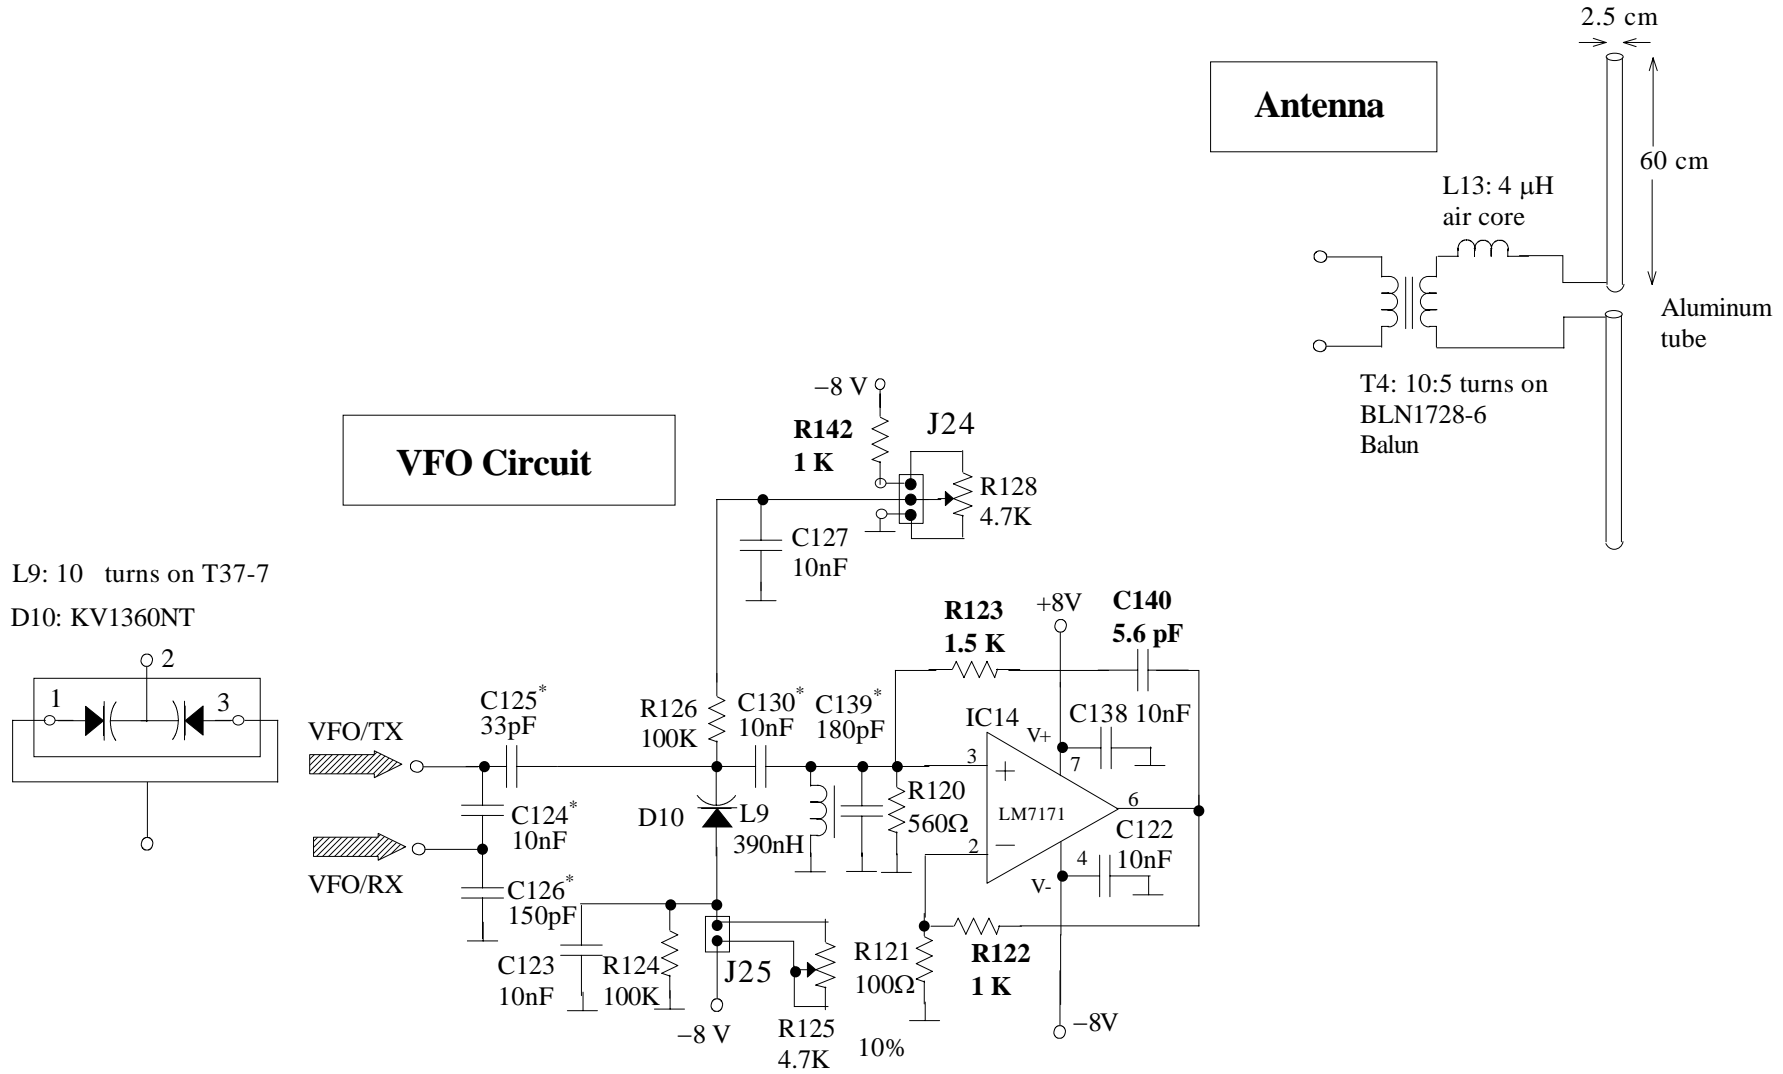 2.5 cm
Antenna
60 cm
L13: 4 μH
air core
Aluminum
tube
T4: 10:5 turns on
BLN1728-6
Balun
VFO Circuit
−8 V
R142
1 K
J24
R128
4.7K
C127
10nF
L9: 10 turns on T37-7
D10: KV1360NT
2
1
3
VFO/TX
VFO/RX
C125*
33pF
C124*
10nF
C126*
150pF
R126
100K
C130*
10nF
C139*
180pF
R123
1.5 K
+8V
C140
5.6 pF
IC14
C138 10nF
V+
7
3
+
LM7171
6
2
−
4
V-
C122
10nF
R120
560Ω
D10
L9
390nH
C123
10nF
R124
100K
J25
−8 V
R125
4.7K
10%
R121
100Ω
R122
1 K
−8V